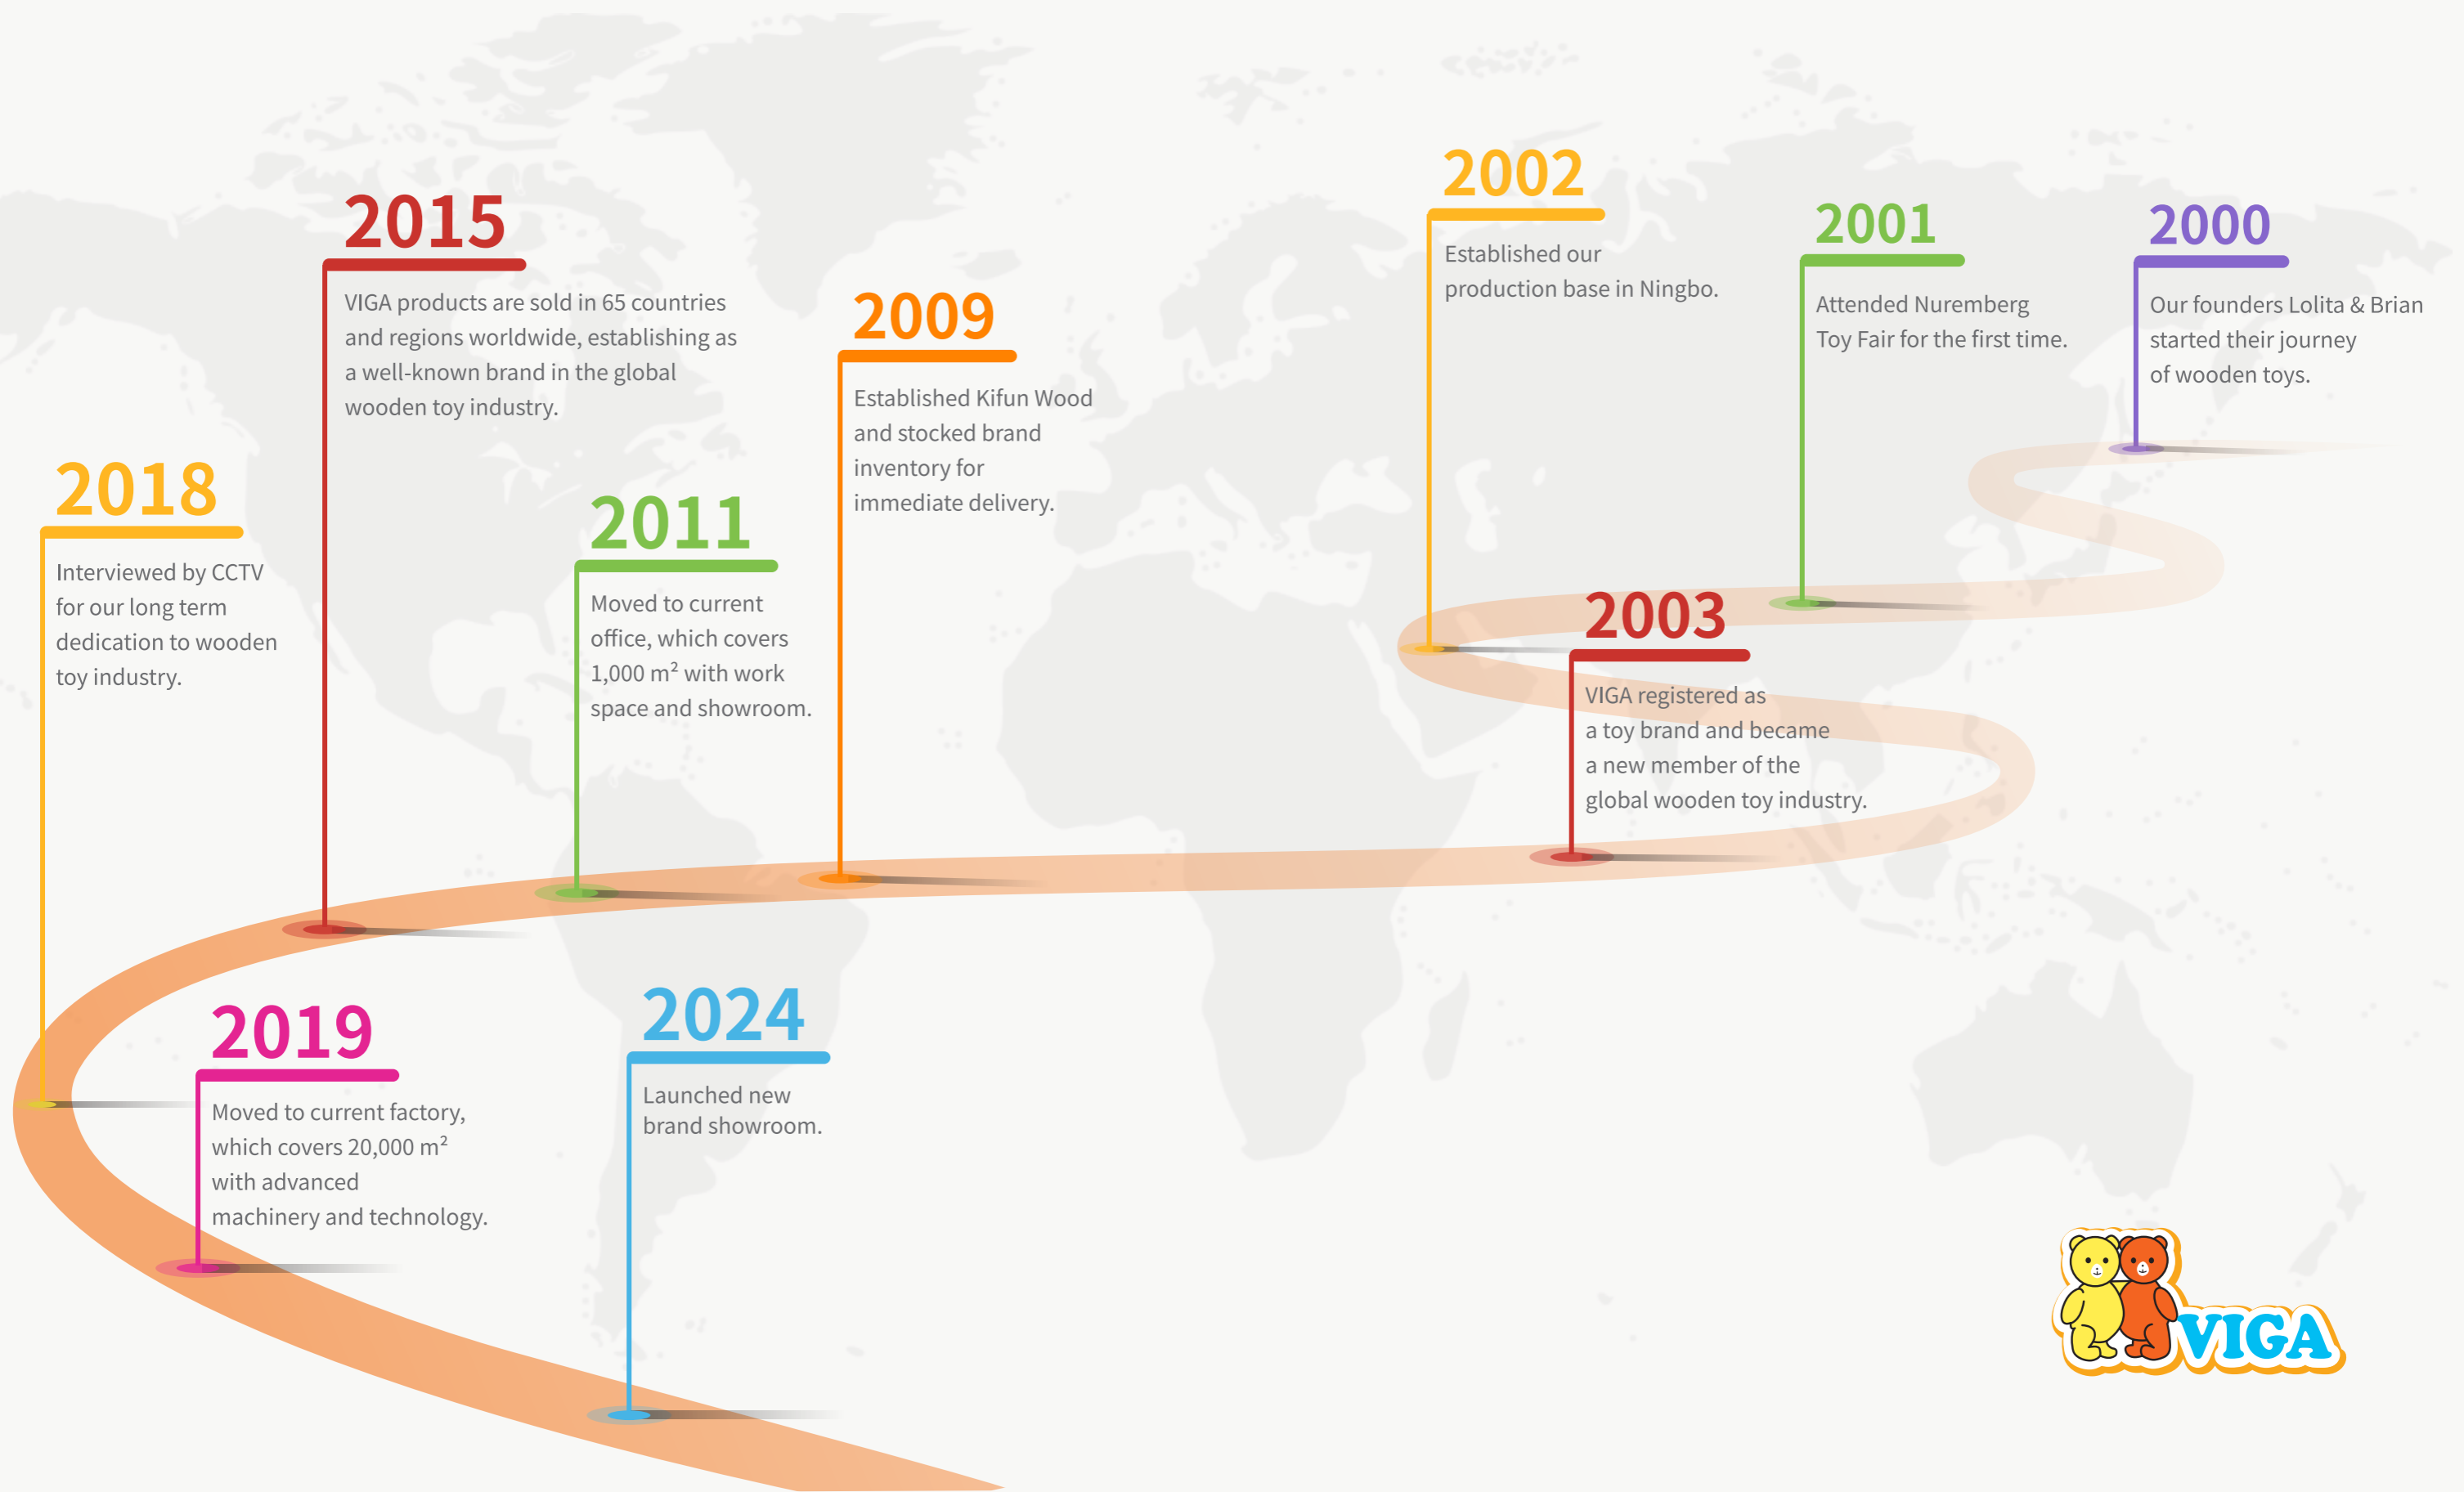 2000
Our founders Lolita & Brian
started their journey
of wooden toys.
2001
Attended Nuremberg
Toy Fair for the first time.
2002
Established our
production base in Ningbo.
2003
VIGA registered as
a toy brand and became
a new member of the
global wooden toy industry.
2009
Established Kifun Wood
and stocked brand
inventory for
immediate delivery.
2011
Moved to current
office, which covers
1,000 m² with work
space and showroom.
2015
VIGA products are sold in 65 countries
and regions worldwide, establishing as
a well-known brand in the global
wooden toy industry.
2018
Interviewed by CCTV
for our long term
dedication to wooden
toy industry.
2019
Moved to current factory,
which covers 20,000 m²
with advanced
machinery and technology.
2024
Launched new
brand showroom.
VIGA